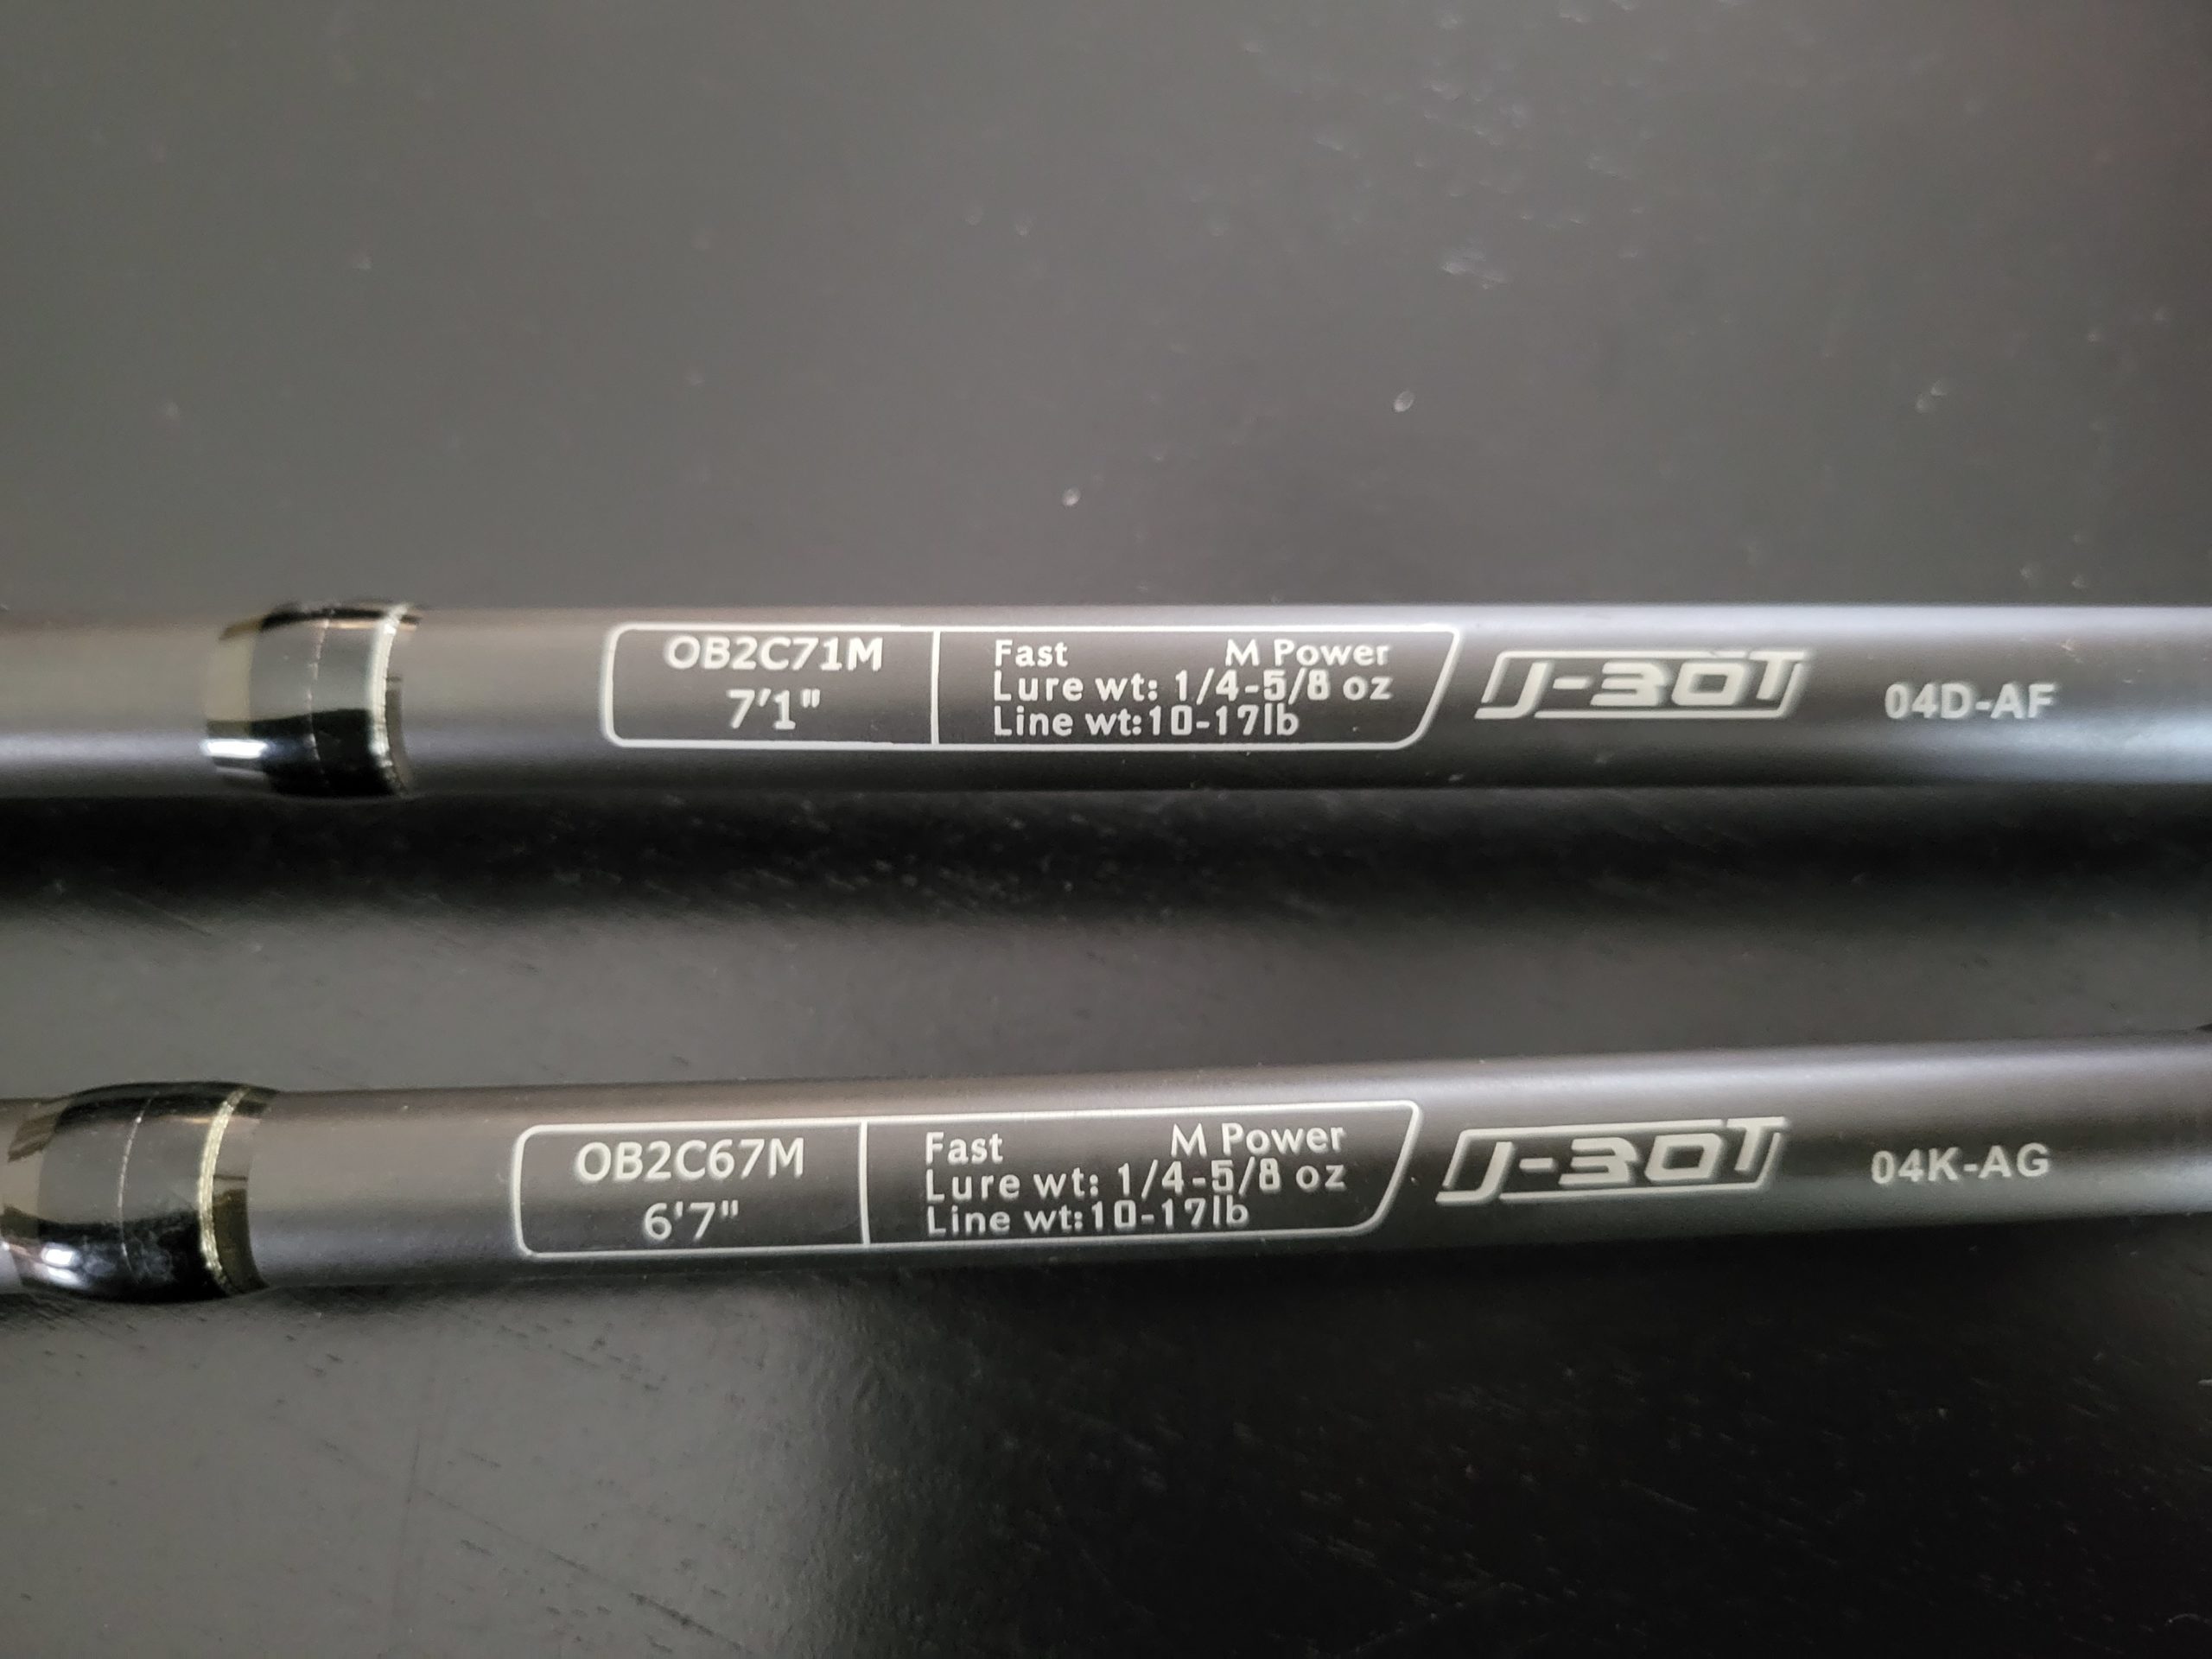 OB2C71M
7'1"
Fast M Power
Lure wt: 1/4-5/8 oz
Line wt:10-17lb
J-30T
04D-AF
OB2C67M
6'7"
Fast M Power
Lure wt: 1/4-5/8 oz
Line wt:10-17lb
J-30T
04K-AG